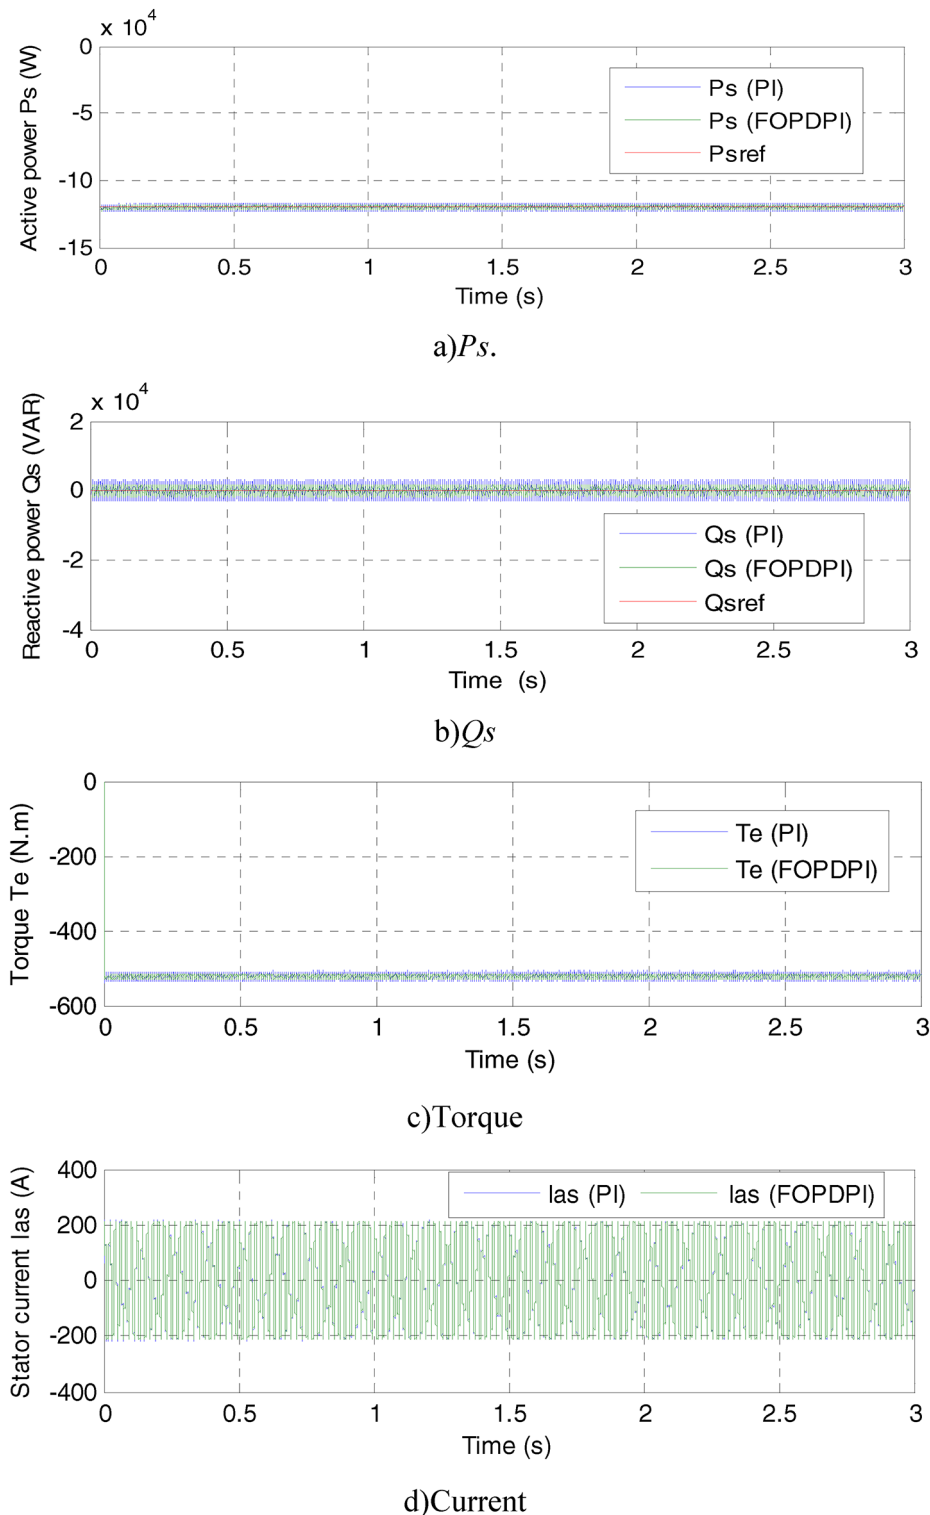 x 10⁴
0
-5
-10
-15
Active power Ps (W)
Ps (PI)
Ps (FOPDPI)
Psref
0 0.5 1 1.5 2 2.5 3
Time (s)
a)Ps.
x 10⁴
2
0
-2
-4
Reactive power Qs (VAR)
Qs (PI)
Qs (FOPDPI)
Qsref
0 0.5 1 1.5 2 2.5 3
Time (s)
b)Qs
0
-200
-400
-600
Torque Te (N.m)
Te (PI)
Te (FOPDPI)
0 0.5 1 1.5 2 2.5 3
Time (s)
c)Torque
400
200
0
-200
-400
Stator current Ias (A)
Ias (PI) Ias (FOPDPI)
0 0.5 1 1.5 2 2.5 3
Time (s)
d)Current